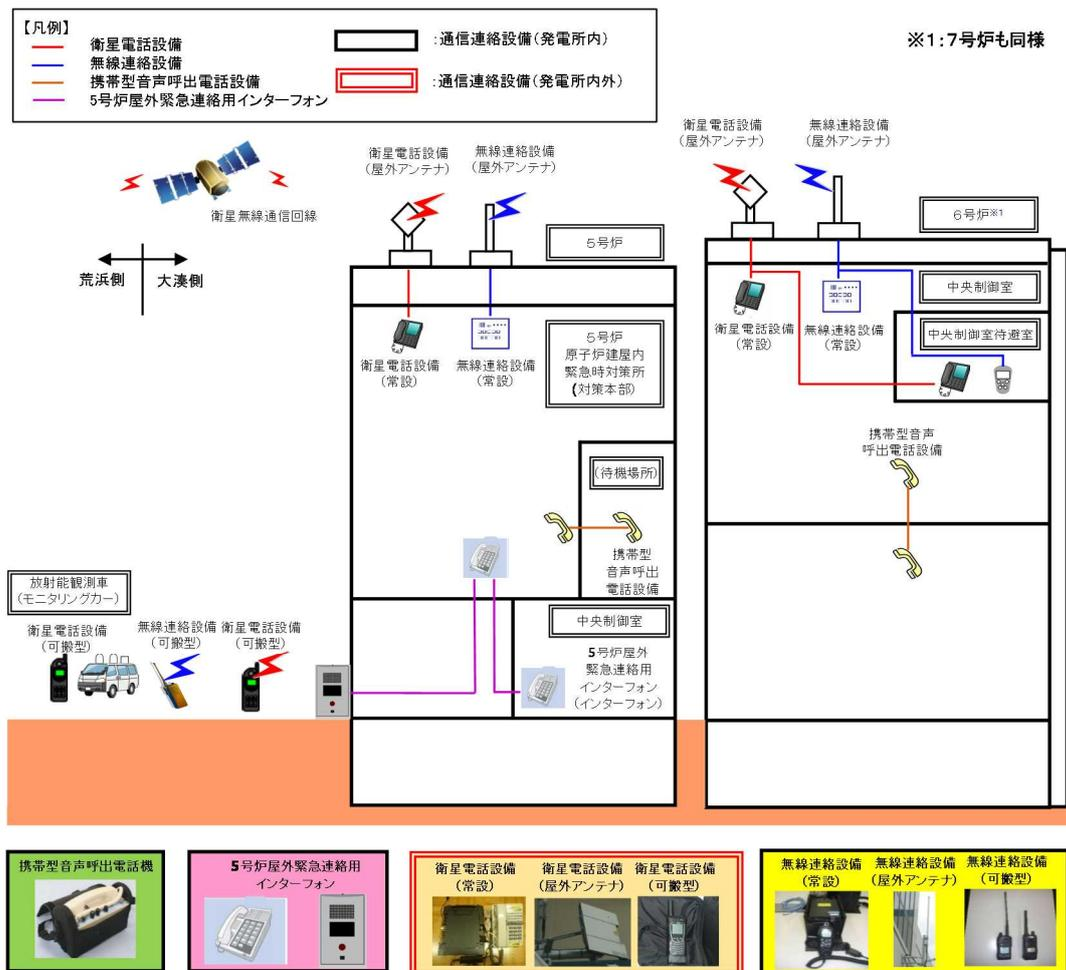 【凡例】
衛星電話設備
無線連絡設備
携帯型音声呼出電話設備
5号炉屋外緊急連絡用インターフォン
:通信連絡設備(発電所内)
:通信連絡設備(発電所内外)
※1:7号炉も同様
衛星無線通信回線
荒浜側
大湊側
衛星電話設備
(屋外アンテナ)
無線連絡設備
(屋外アンテナ)
5号炉
衛星電話設備
(常設)
無線連絡設備
(常設)
5号炉
原子炉建屋内
緊急時対策所
(対策本部)
(待機場所)
携帯型
音声呼出
電話設備
中央制御室
5号炉屋外
緊急連絡用
インターフォン
(インターフォン)
衛星電話設備
(屋外アンテナ)
無線連絡設備
(屋外アンテナ)
6号炉※1
中央制御室
衛星電話設備
(常設)
無線連絡設備
(常設)
中央制御室待避室
携帯型音声
呼出電話設備
放射能観測車
(モニタリングカー)
衛星電話設備
(可搬型)
無線連絡設備
(可搬型)
衛星電話設備
(可搬型)
携帯型音声呼出電話機
5号炉屋外緊急連絡用
インターフォン
衛星電話設備
(常設)
衛星電話設備
(屋外アンテナ)
衛星電話設備
(可搬型)
無線連絡設備
(常設)
無線連絡設備
(屋外アンテナ)
無線連絡設備
(可搬型)